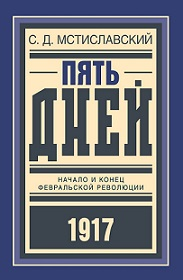 С. Д. МСТИСЛАВСКИЙ
ПЯТЬ
ДНЕЙ
НАЧАЛО И КОНЕЦ
ФЕВРАЛЬСКОЙ РЕВОЛЮЦИИ
1917